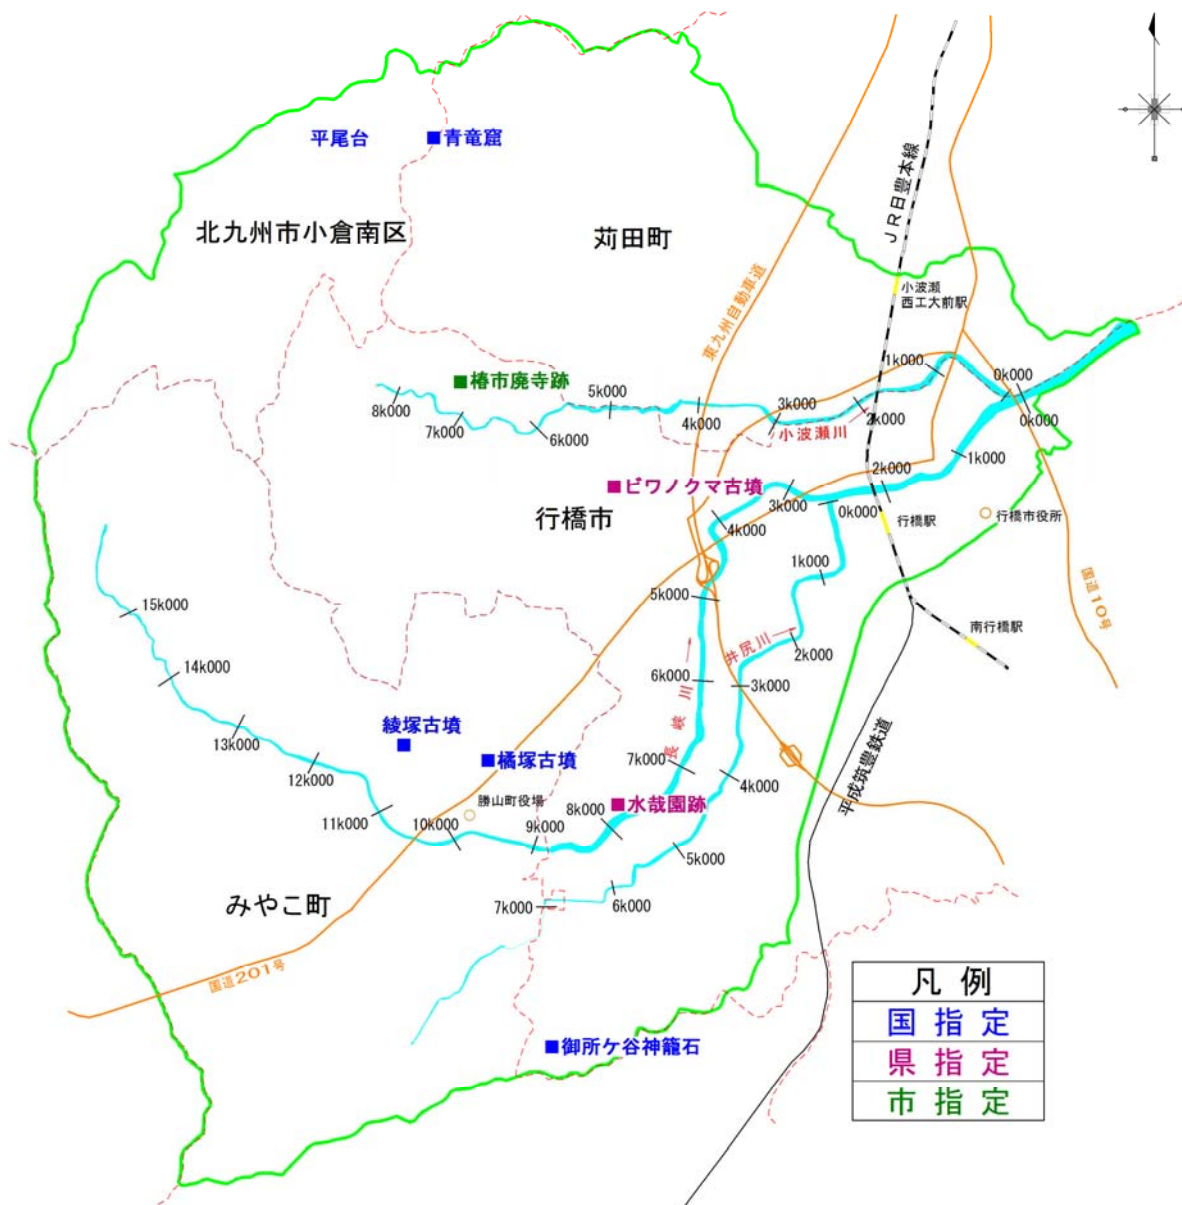 平尾台
■青竜窟
北九州市小倉南区
苅田町
JR日豊本線
東九州自動車道
小波瀬
西工大前駅
1k000
0k000
0k000
■椿市廃寺跡
8k000
7k000
6k000
5k000
4k000
3k000
2k000
小波瀬川
1k000
2k000
■ビワノクマ古墳
行橋市
3k000
0k000
4k000
行橋駅
行橋市役所
1k000
国道10号
5k000
15k000
井尻川
2k000
南行橋駅
14k000
6k000
3k000
長峡川
綾塚古墳
■橘塚古墳
13k000
12k000
7k000
4k000
平成筑豊鉄道
勝山町役場
■水哉園跡
8k000
11k000
10k000
9k000
5k000
みやこ町
7k000
6k000
国道201号
■御所ケ谷神籠石
凡例
国指定
県指定
市指定